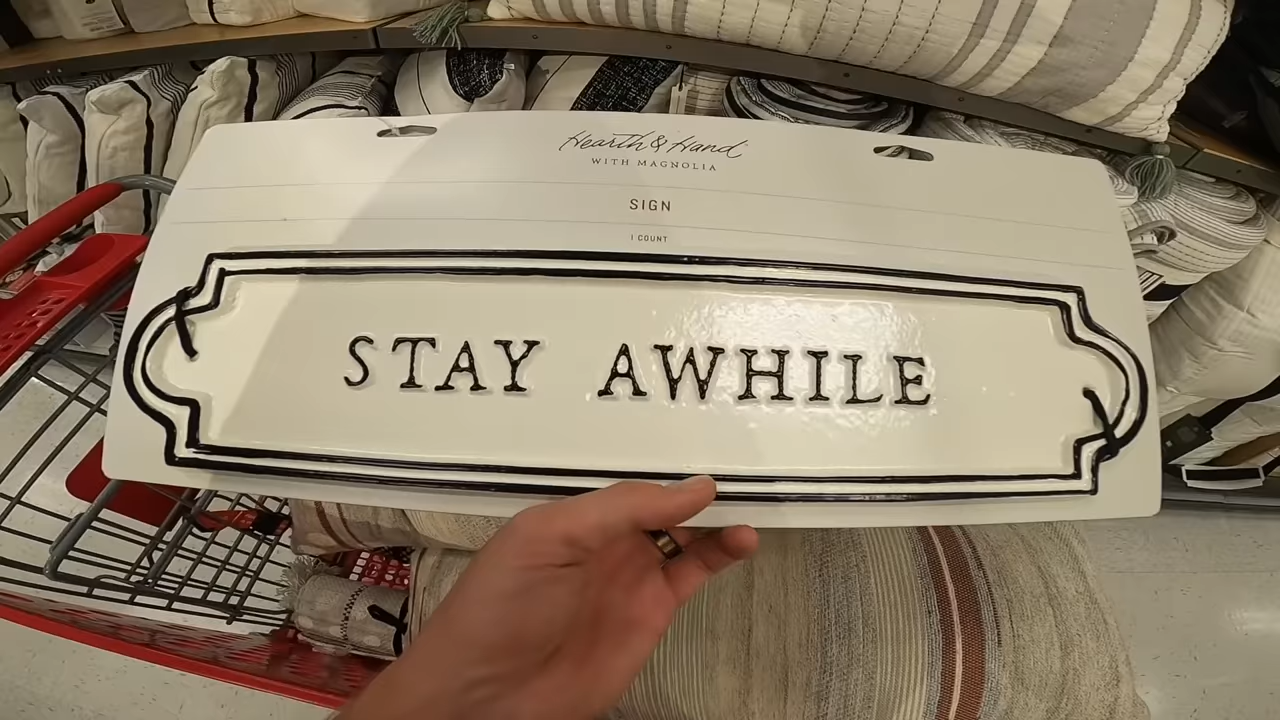 Hearth & Hand
WITH MAGNOLIA
SIGN
1 COUNT
STAY AWHILE